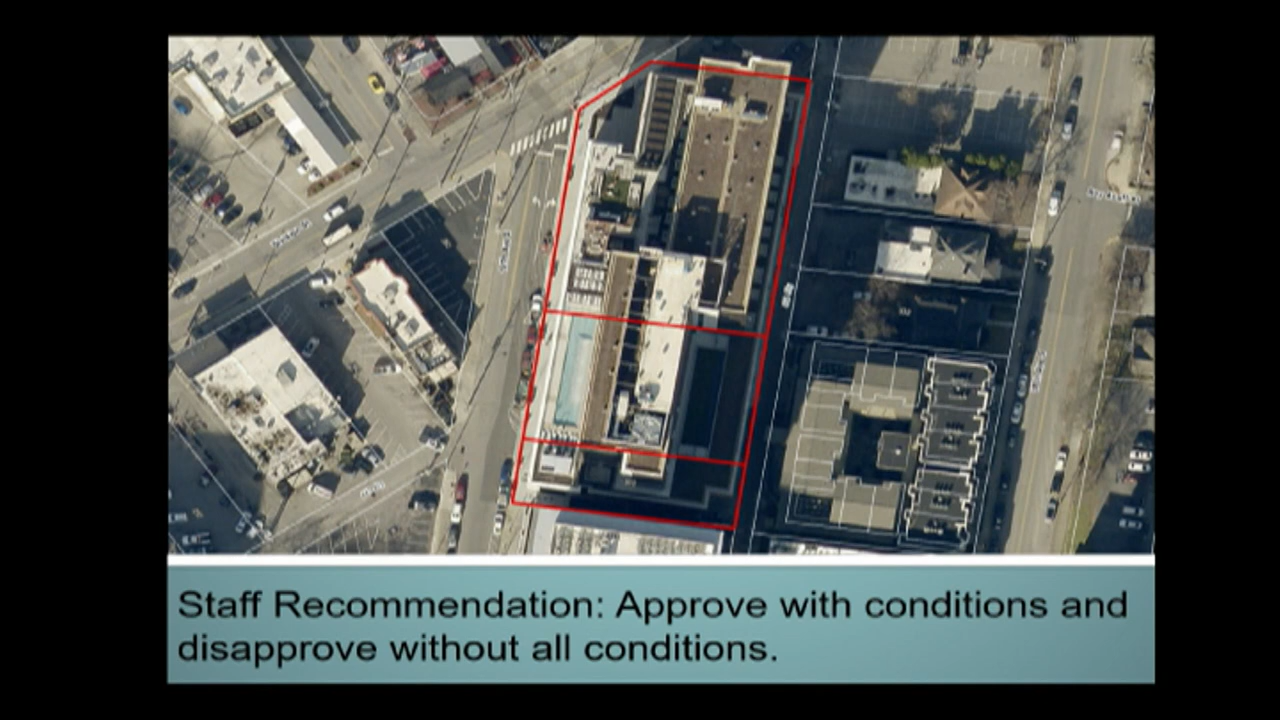 Staff Recommendation: Approve with conditions and
disapprove without all conditions.